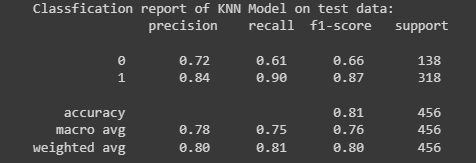 Classfication report of KNN Model on test data:
precision recall f1-score support
0 0.72 0.61 0.66 138
1 0.84 0.90 0.87 318
accuracy 0.81 456
macro avg 0.78 0.75 0.76 456
weighted avg 0.80 0.81 0.80 456